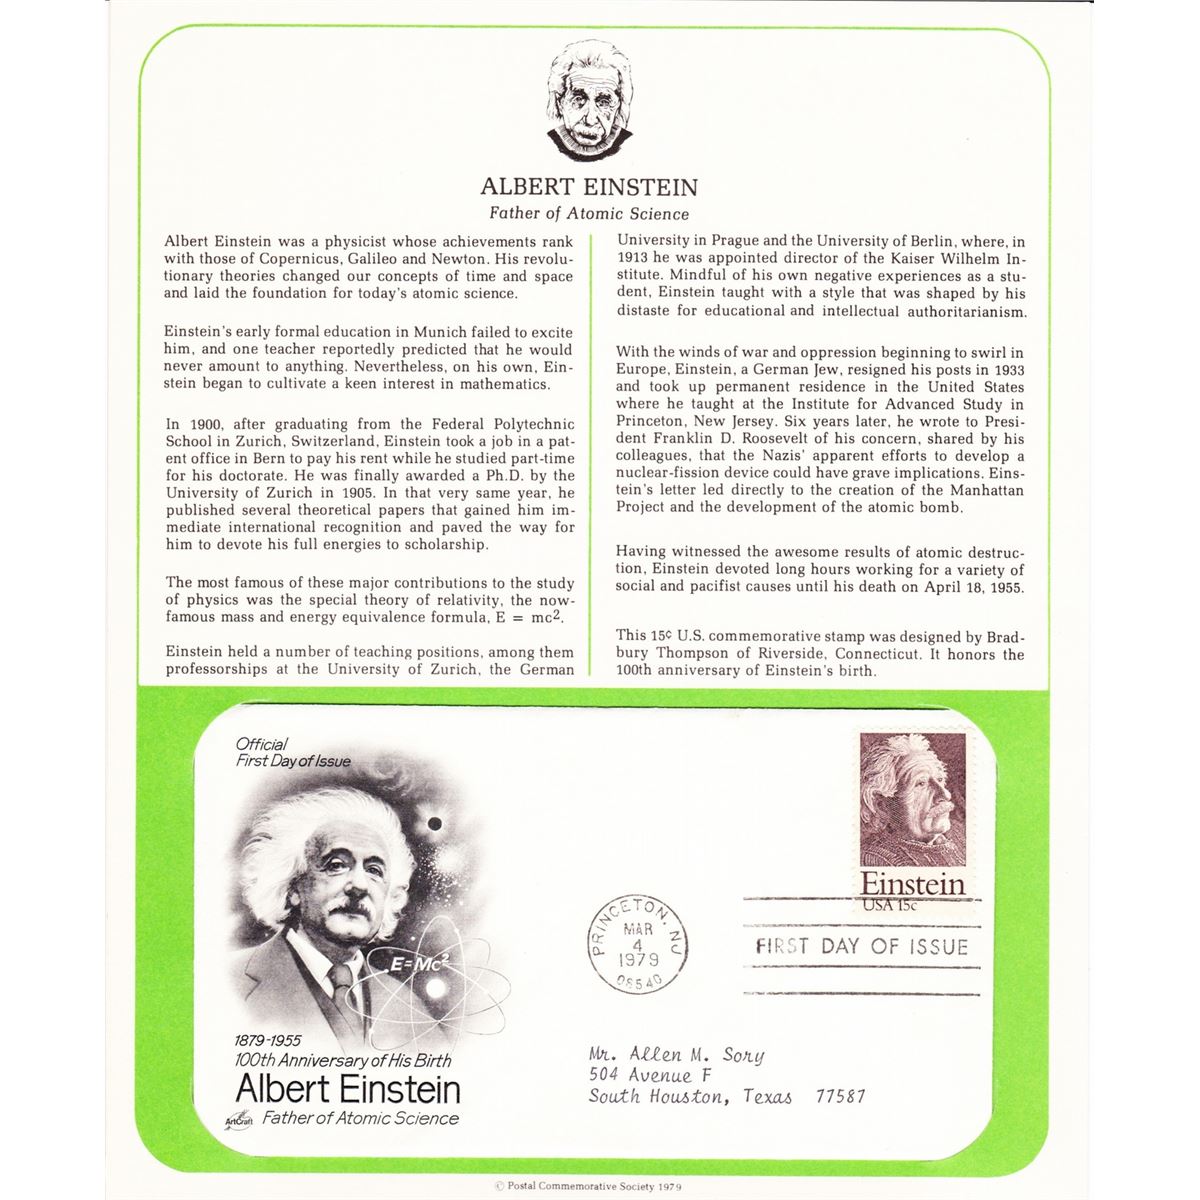 ALBERT EINSTEIN
Father of Atomic Science
Albert Einstein was a physicist whose achievements rank
with those of Copernicus, Galileo and Newton. His revolu-
tionary theories changed our concepts of time and space
and laid the foundation for today's atomic science.
Einstein's early formal education in Munich failed to excite
him, and one teacher reportedly predicted that he would
never amount to anything. Nevertheless, on his own, Ein-
stein began to cultivate a keen interest in mathematics.
In 1900, after graduating from the Federal Polytechnic
School in Zurich, Switzerland, Einstein took a job in a pat-
ent office in Bern to pay his rent while he studied part-time
for his doctorate. He was finally awarded a Ph.D. by the
University of Zurich in 1905. In that very same year, he
published several theoretical papers that gained him im-
mediate international recognition and paved the way for
him to devote his full energies to scholarship.
The most famous of these major contributions to the study
of physics was the special theory of relativity, the now-
famous mass and energy equivalence formula, E = mc².
Einstein held a number of teaching positions, among them
professorships at the University of Zurich, the German
University in Prague and the University of Berlin, where, in
1913 he was appointed director of the Kaiser Wilhelm In-
stitute. Mindful of his own negative experiences as a stu-
dent, Einstein taught with a style that was shaped by his
distaste for educational and intellectual authoritarianism.
With the winds of war and oppression beginning to swirl in
Europe, Einstein, a German Jew, resigned his posts in 1933
and took up permanent residence in the United States
where he taught at the Institute for Advanced Study in
Princeton, New Jersey. Six years later, he wrote to Presi-
dent Franklin D. Roosevelt of his concern, shared by his
colleagues, that the Nazis' apparent efforts to develop a
nuclear-fission device could have grave implications. Eins-
tein's letter led directly to the creation of the Manhattan
Project and the development of the atomic bomb.
Having witnessed the awesome results of atomic destruc-
tion, Einstein devoted long hours working for a variety of
social and pacifist causes until his death on April 18, 1955.
This 15¢ U.S. commemorative stamp was designed by Brad-
bury Thompson of Riverside, Connecticut. It honors the
100th anniversary of Einstein's birth.
Official
First Day of Issue
E=Mc²
1879-1955
100th Anniversary of His Birth
Albert Einstein
ArtCraft
Father of Atomic Science
Einstein
USA 15c
PRINCETON, NJ
MAR
4
1979
08540
FIRST DAY OF ISSUE
Mr. Allen M. Sory
504 Avenue F
South Houston, Texas 77587
© Postal Commemorative Society 1979